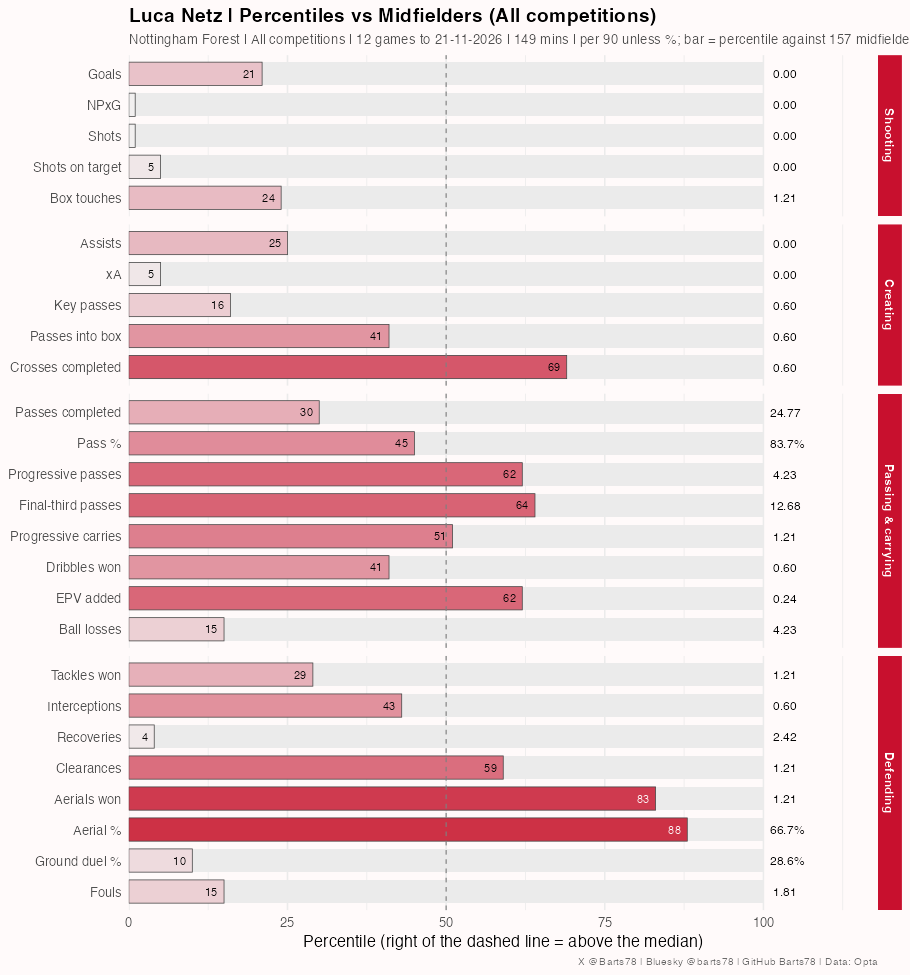 Luca Netz | Percentiles vs Midfielders (All competitions)
Nottingham Forest | All competitions | 12 games to 21-11-2026 | 149 mins | per 90 unless %; bar = percentile against 157 midfielde
Goals 21 0.00
NPxG 0.00
Shots 0.00
Shots on target 5 0.00
Box touches 24 1.21
Shooting
Assists 25 0.00
xA 5 0.00
Key passes 16 0.60
Passes into box 41 0.60
Crosses completed 69 0.60
Creating
Passes completed 30 24.77
Pass % 45 83.7%
Progressive passes 62 4.23
Final-third passes 64 12.68
Progressive carries 51 1.21
Dribbles won 41 0.60
EPV added 62 0.24
Ball losses 15 4.23
Passing & carrying
Tackles won 29 1.21
Interceptions 43 0.60
Recoveries 4 2.42
Clearances 59 1.21
Aerials won 83 1.21
Aerial % 88 66.7%
Ground duel % 10 28.6%
Fouls 15 1.81
Defending
0 25 50 75 100
Percentile (right of the dashed line = above the median)
X @Barts78 | Bluesky @barts78 | GitHub Barts78 | Data: Opta